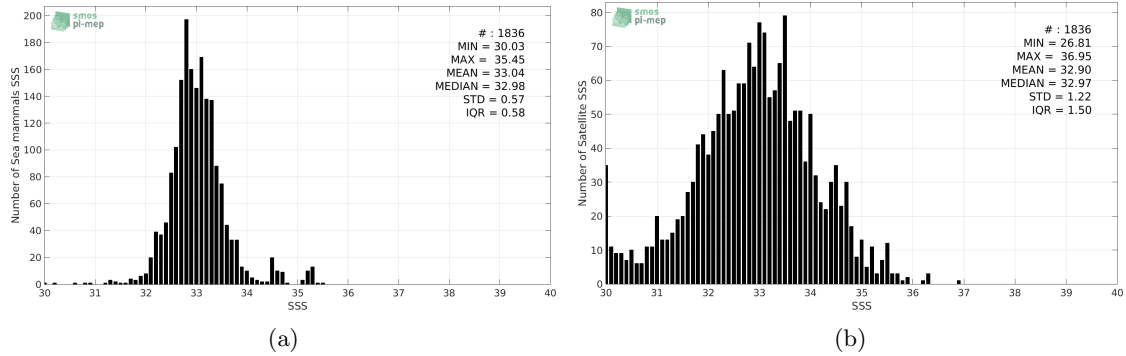 smos
pi-mep
# : 1836
MIN = 30.03
MAX = 35.45
MEAN = 33.04
MEDIAN = 32.98
STD = 0.57
IQR = 0.58
Number of Sea mammals SSS
200
180
160
140
120
100
80
60
40
20
0
30 31 32 33 34 35 36 37 38 39 40
SSS
(a)
smos
pi-mep
# : 1836
MIN = 26.81
MAX = 36.95
MEAN = 32.90
MEDIAN = 32.97
STD = 1.22
IQR = 1.50
Number of Satellite SSS
80
70
60
50
40
30
20
10
0
30 31 32 33 34 35 36 37 38 39 40
SSS
(b)